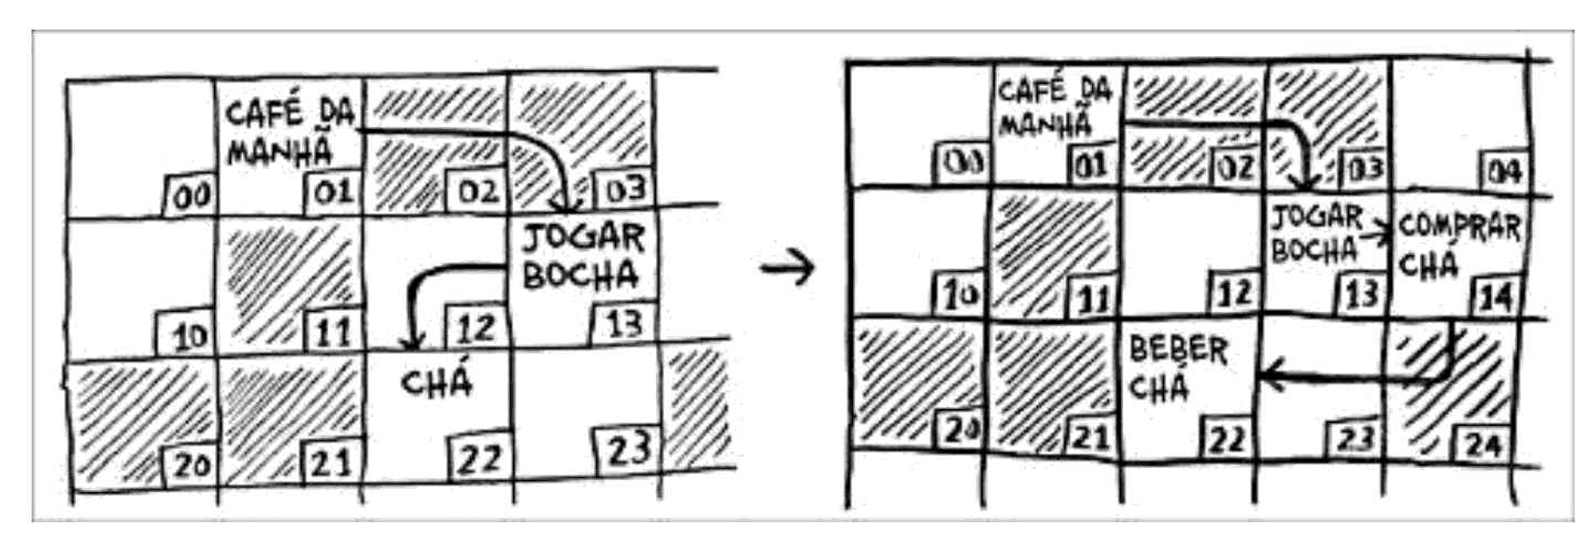 CAFÉ DA
MANHÃ
00
01
02
03
JOGAR
BOCHA
10
11
12
13
CHÁ
20
21
22
23
CAFÉ DA
MANHÃ
00
01
02
03
04
JOGAR
BOCHA
COMPRAR
CHÁ
10
11
12
13
14
BEBER
CHÁ
20
21
22
23
24